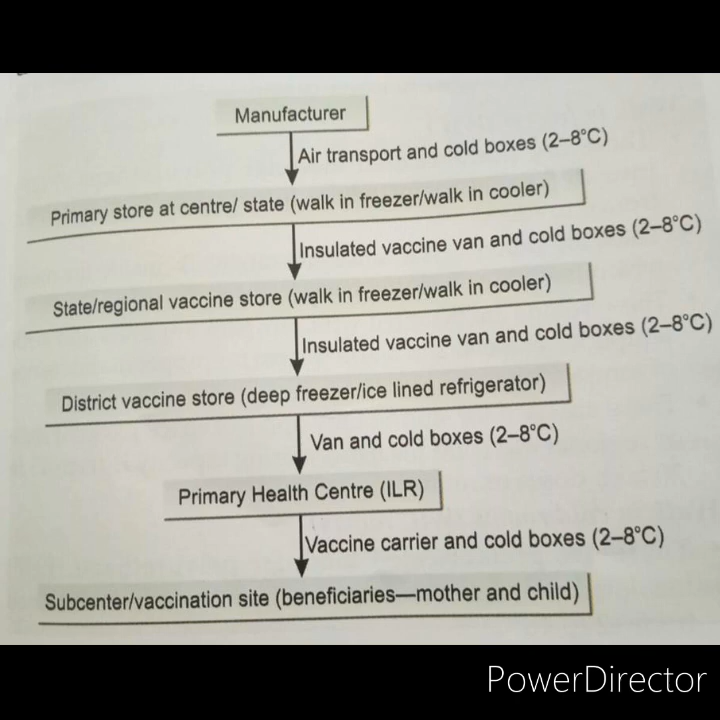 Manufacturer
Air transport and cold boxes (2–8°C)
Primary store at centre/ state (walk in freezer/walk in cooler)
Insulated vaccine van and cold boxes (2–8°C)
State/regional vaccine store (walk in freezer/walk in cooler)
Insulated vaccine van and cold boxes (2–8°C)
District vaccine store (deep freezer/ice lined refrigerator)
Van and cold boxes (2–8°C)
Primary Health Centre (ILR)
Vaccine carrier and cold boxes (2–8°C)
Subcenter/vaccination site (beneficiaries—mother and child)
PowerDirector